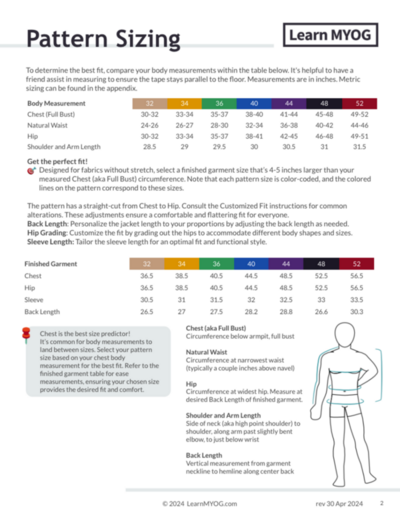 Pattern Sizing
Learn MYOG
To determine the best fit, compare your body measurements within the table below. It's helpful to have a
friend assist in measuring to ensure the tape stays parallel to the floor. Measurements are in inches. Metric
sizing can be found in the appendix.
Body Measurement 32 34 36 40 44 48 52
Chest (Full Bust) 30-32 33-34 35-37 38-40 41-44 45-48 49-52
Natural Waist 24-26 26-27 28-30 32-34 36-38 40-42 44-46
Hip 30-32 33-34 35-37 38-41 42-45 46-48 49-51
Shoulder and Arm Length 28.5 29 29.5 30 30.5 31 31.5
Get the perfect fit!
Designed for fabrics without stretch, select a finished garment size that's 4-5 inches larger than your
measured Chest (aka Full Bust) circumference. Note that each pattern size is color-coded, and the colored
lines on the pattern correspond to these sizes.
The pattern has a straight-cut from Chest to Hip. Consult the Customized Fit instructions for common
alterations. These adjustments ensure a comfortable and flattering fit for everyone.
Back Length: Personalize the jacket length to your proportions by adjusting the back length as needed.
Hip Grading: Customize the fit by grading out the hips to accommodate different body shapes and sizes.
Sleeve Length: Tailor the sleeve length for an optimal fit and functional style.
Finished Garment 32 34 36 40 44 48 52
Chest 36.5 38.5 40.5 44.5 48.5 52.5 56.5
Hip 36.5 38.5 40.5 44.5 48.5 52.5 56.5
Sleeve 30.5 31 31.5 32 32.5 33 33.5
Back Length 26.5 27 27.5 28.2 28.8 26.6 30.3
Chest is the best size predictor!
It's common for body measurements to
land between sizes. Select your pattern
size based on your chest body
measurement for the best fit. Refer to the
finished garment table for ease
measurements, ensuring your chosen size
provides the desired fit and comfort.
Chest (aka Full Bust)
Circumference below armpit, full bust
Natural Waist
Circumference at narrowest waist
(typically a couple inches above navel)
Hip
Circumference at widest hip. Measure at
desired Back Length of finished garment.
Shoulder and Arm Length
Side of neck (aka high point shoulder) to
shoulder, along arm past slightly bent
elbow, to just below wrist
Back Length
Vertical measurement from garment
neckline to hemline along center back
© 2024 LearnMYOG.com
rev 30 Apr 2024
2